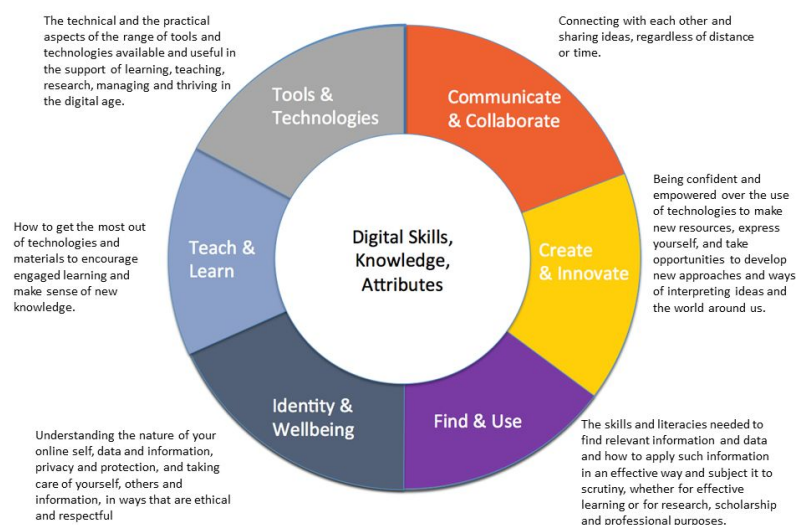 The technical and the practical
aspects of the range of tools and
technologies available and useful in
the support of learning, teaching,
research, managing and thriving in
the digital age.
Connecting with each other and
sharing ideas, regardless of distance
or time.
Tools &
Technologies
Communicate
& Collaborate
Being confident and
empowered over the use
of technologies to make
new resources, express
yourself, and take
opportunities to develop
new approaches and ways
of interpreting ideas and
the world around us.
How to get the most out
of technologies and
materials to encourage
engaged learning and
make sense of new
knowledge.
Teach &
Learn
Digital Skills,
Knowledge,
Attributes
Create
& Innovate
Identity &
Wellbeing
Find & Use
Understanding the nature of your
online self, data and information,
privacy and protection, and taking
care of yourself, others and
information, in ways that are ethical
and respectful
The skills and literacies needed to
find relevant information and data
and how to apply such information
in an effective way and subject it to
scrutiny, whether for effective
learning or for research, scholarship
and professional purposes.